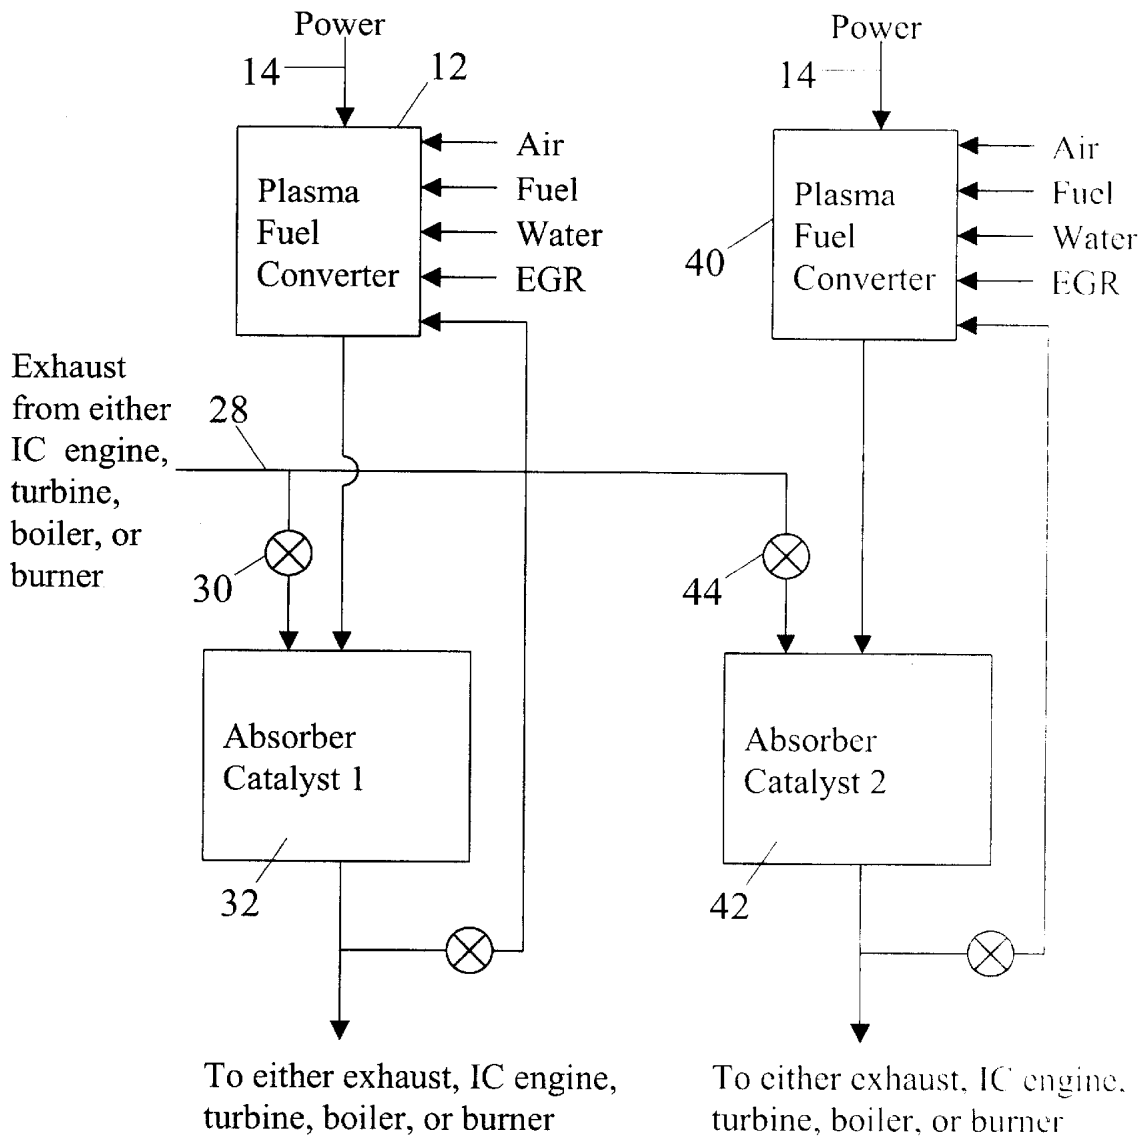 Power
14
12
Air
Fuel
Water
EGR
Plasma
Fuel
Converter
Power
14
Air
Fuel
Water
EGR
Plasma
Fuel
Converter
40
Exhaust
from either
IC engine,
turbine,
boiler, or
burner
28
30
44
Absorber
Catalyst 1
32
Absorber
Catalyst 2
42
To either exhaust, IC engine,
turbine, boiler, or burner
To either exhaust, IC engine,
turbine, boiler, or burner